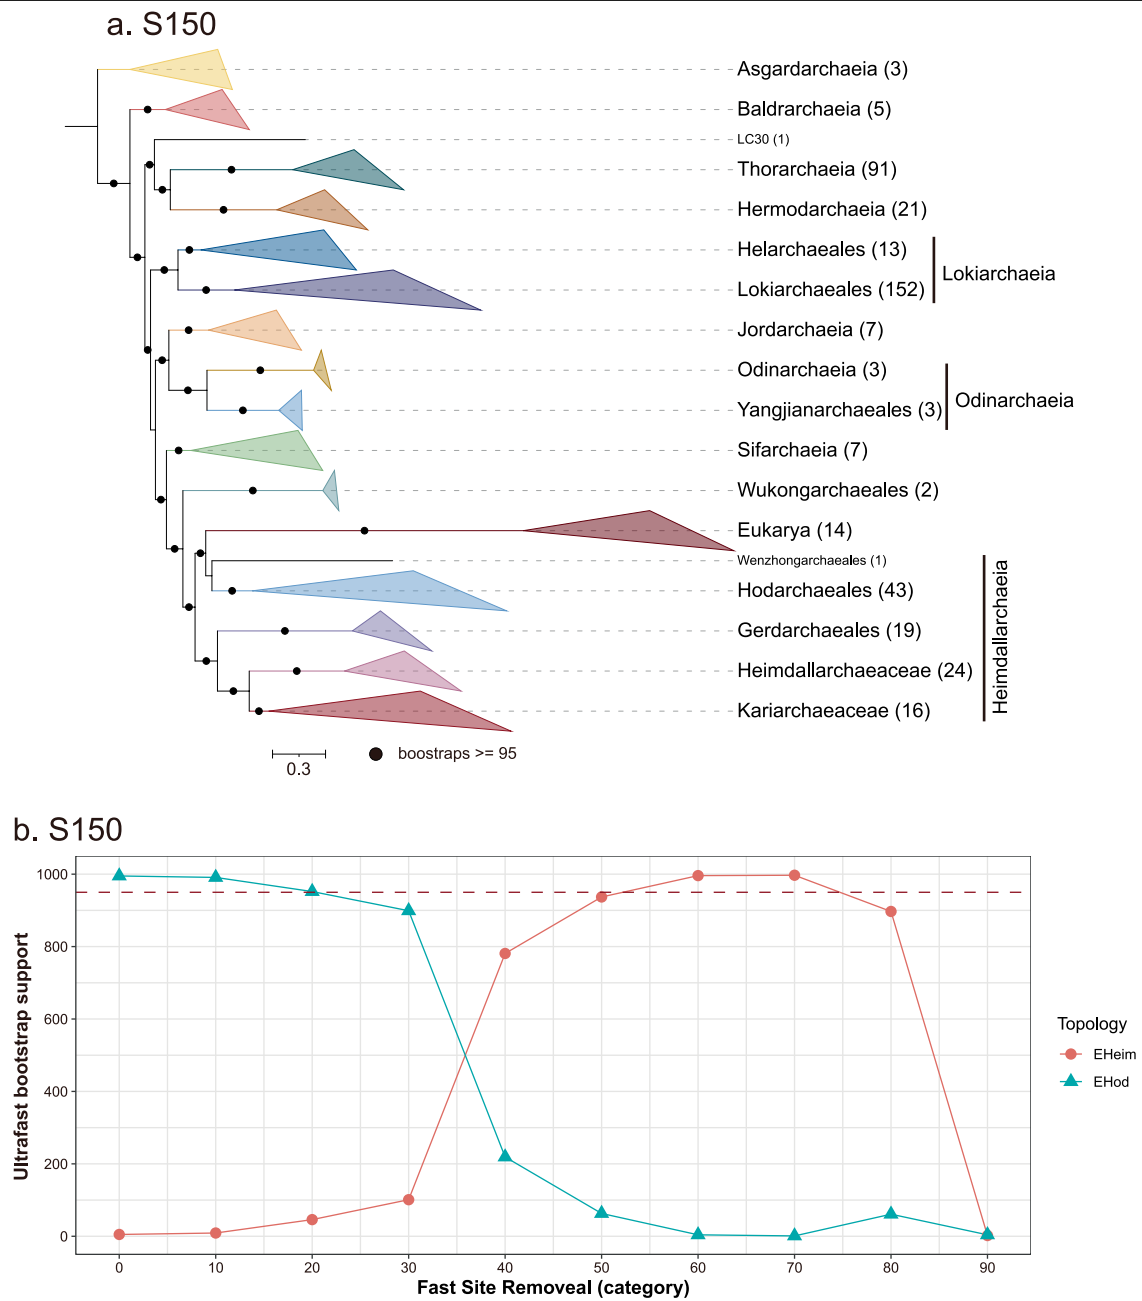 a. S150
Asgardarchaeia (3)
Baldrarchaeia (5)
LC30 (1)
Thorarchaeia (91)
Hermodarchaeia (21)
Helarchaeales (13)
Lokiarchaeia
Lokiarchaeales (152)
Jordarchaeia (7)
Odinarchaeia (3)
Odinarchaeia
Yangjianarchaeales (3)
Sifarchaeia (7)
Wukongarchaeales (2)
Eukarya (14)
Wenzhongarchaeales (1)
Hodarchaeales (43)
Gerdarchaeales (19)
Heimdallarchaeaceae (24)
Kariarchaeaceae (16)
Heimdallarchaeia
0.3
boostraps >= 95
b. S150
Ultrafast bootstrap support
1000
800
600
400
200
0
0 10 20 30 40 50 60 70 80 90
Fast Site Removeal (category)
Topology
EHeim
EHod